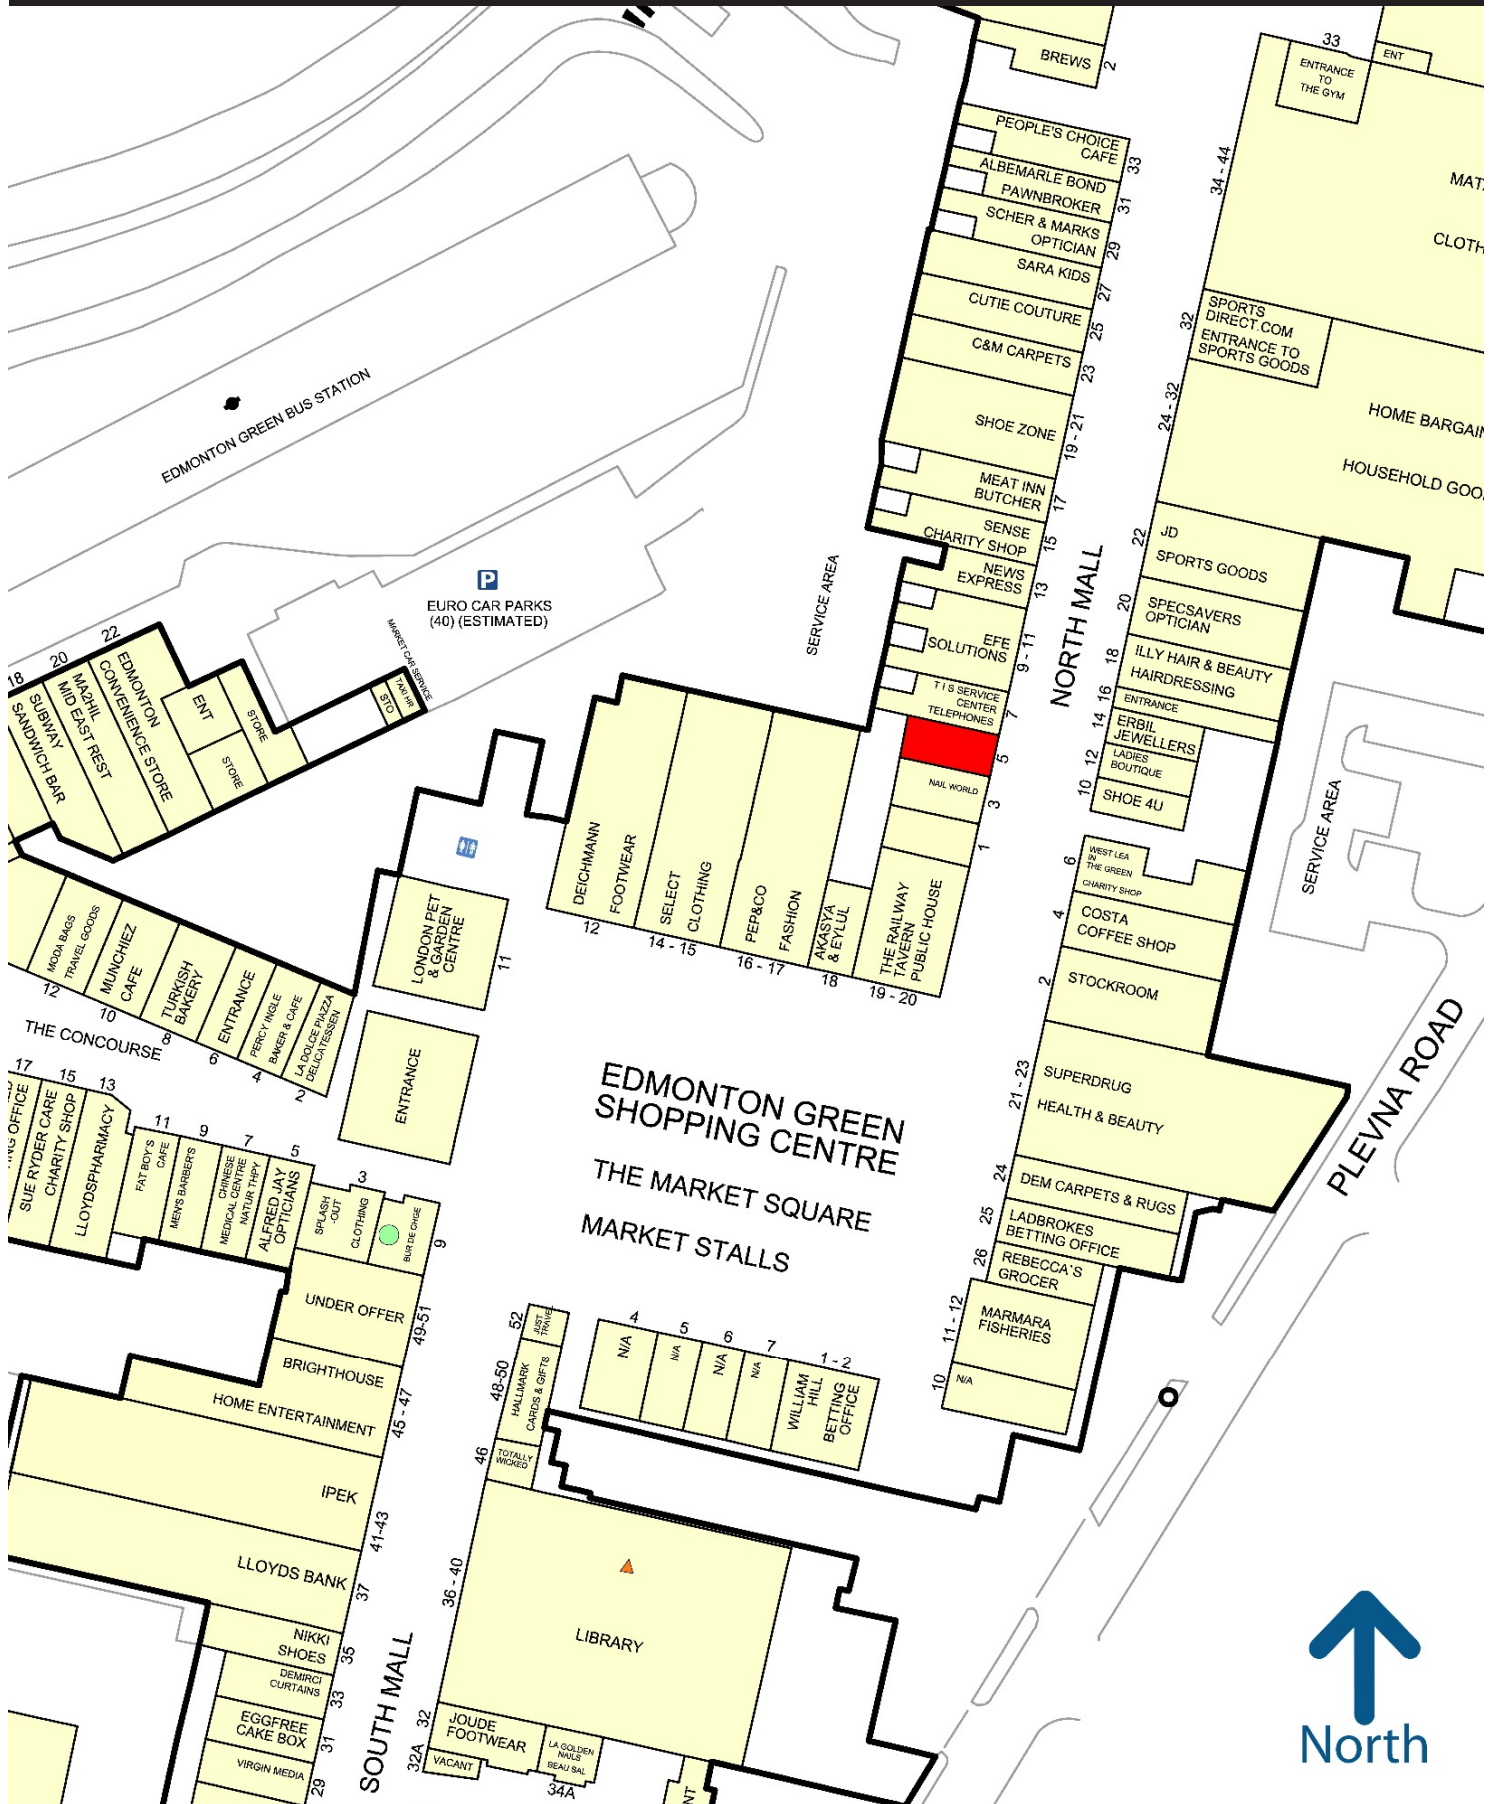 BREWS
2
33
ENTRANCE
TO
THE GYM
ENT
PEOPLE'S CHOICE
CAFE
33
ALBEMARLE BOND
PAWNBROKER
31
SCHER & MARKS
OPTICIAN
29
SARA KIDS
27
CUTIE COUTURE
25
C&M CARPETS
23
SHOE ZONE
19 - 21
MEAT INN
BUTCHER
17
SENSE
CHARITY SHOP
15
NEWS
EXPRESS
13
EFE
SOLUTIONS
9 - 11
T i S SERVICE
CENTER
TELEPHONES
7
5
NAIL WORLD
3
1
THE RAILWAY
TAVERN
PUBLIC HOUSE
19 - 20
NORTH MALL
34 - 44
CLOTH
32
SPORTS
DIRECT.COM
ENTRANCE TO
SPORTS GOODS
24 - 32
HOME BARGAIN
HOUSEHOLD GOO
22
JD
SPORTS GOODS
20
SPECSAVERS
OPTICIAN
18
ILLY HAIR & BEAUTY
HAIRDRESSING
16
ENTRANCE
14
ERBIL
JEWELLERS
12
LADIES
BOUTIQUE
10
SHOE 4U
6
WEST LEA
IN
THE GREEN
CHARITY SHOP
4
COSTA
COFFEE SHOP
2
STOCKROOM
21 - 23
SUPERDRUG
HEALTH & BEAUTY
24
DEM CARPETS & RUGS
25
LADBROKES
BETTING OFFICE
26
REBECCA'S
GROCER
11 - 12
MARMARA
FISHERIES
10
N/A
SERVICE AREA
PLEVNA ROAD
SERVICE AREA
EDMONTON GREEN BUS STATION
P
EURO CAR PARKS
(40) (ESTIMATED)
MARKET CAR SERVICE
TAXI HR
STO
18
SUBWAY
SANDWICH BAR
20
MA2HIL
MID EAST REST
22
EDMONTON
CONVENIENCE STORE
ENT
STORE
STORE
DEICHMANN
FOOTWEAR
12
SELECT
CLOTHING
14 - 15
PEP&CO
FASHION
16 - 17
AKASYA
& EYLUL
18
LONDON PET
& GARDEN
CENTRE
11
ENTRANCE
MODA BAGS
TRAVEL GOODS
12
MUNCHIEZ
CAFE
10
TURKISH
BAKERY
8
ENTRANCE
6
PERCY INGLE
BAKER & CAFE
4
LA DOLCE PIAZZA
DELICATESSEN
2
THE CONCOURSE
17
NG OFFICE
15
SUE RYDER CARE
CHARITY SHOP
13
LLOYDSPHARMACY
11
FAT BOY'S
CAFE
9
MEN'S BARBER'S
7
CHINESE
MEDICAL CENTRE
NATUR THPY
5
ALFRED JAY
OPTICIANS
3
SPLASH
-OUT
CLOTHING
BUR DE CHGE
9
EDMONTON GREEN
SHOPPING CENTRE
THE MARKET SQUARE
MARKET STALLS
UNDER OFFER
49-51
BRIGHTHOUSE
HOME ENTERTAINMENT
45 - 47
IPEK
41-43
LLOYDS BANK
37
NIKKI
SHOES
35
DEMIRCI
CURTAINS
33
EGGFREE
CAKE BOX
31
VIRGIN MEDIA
29
SOUTH MALL
52
JUST
TRAVEL
48-50
HALLMARK
CARDS & GIFTS
46
TOTALLY
WICKED
4
N/A
5
N/A
6
N/A
7
N/A
1 - 2
WILLIAM
HILL
BETTING
OFFICE
36 - 40
LIBRARY
32
JOUDE
FOOTWEAR
32A
VACANT
LA GOLDEN
NAILS
BEAU SAL
34A
NT
North